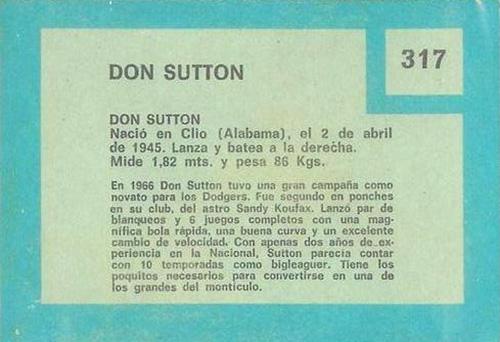 317
DON SUTTON
DON SUTTON
Nació en Clio (Alabama), el 2 de abril
de 1945. Lanza y batea a la derecha.
Mide 1,82 mts. y pesa 86 Kgs.
En 1966 Don Sutton tuvo una gran campaña como
novato para los Dodgers. Fue segundo en ponches
en su club, del astro Sandy Koufax. Lanzó par de
blanqueos y 6 juegos completos con una mag-
nífica bola rápida, una buena curva y un excelente
cambio de velocidad. Con apenas dos años de ex-
periencia en la Nacional, Sutton parecía contar
con 10 temporadas como bigleaguer. Tiene los
poquitos necesarios para convertirse en una de
los grandes del montículo.